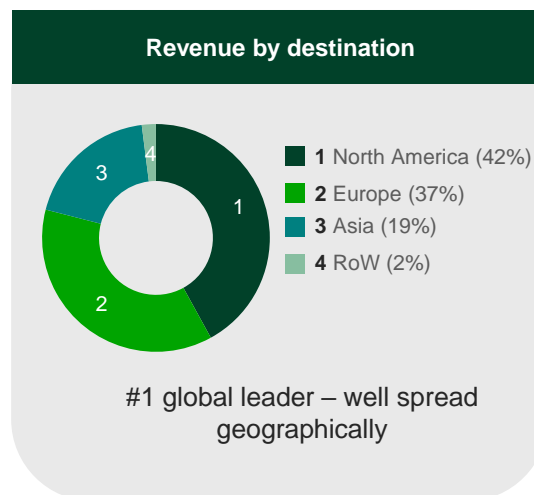 Revenue by destination
1
2
3
4
1 North America (42%)
2 Europe (37%)
3 Asia (19%)
4 RoW (2%)
#1 global leader – well spread
geographically